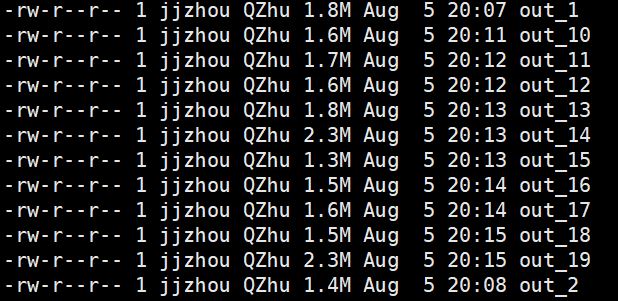 -rw-r--r-- 1 jjzhou QZhu 1.8M Aug  5 20:07 out_1
-rw-r--r-- 1 jjzhou QZhu 1.6M Aug  5 20:11 out_10
-rw-r--r-- 1 jjzhou QZhu 1.7M Aug  5 20:12 out_11
-rw-r--r-- 1 jjzhou QZhu 1.6M Aug  5 20:12 out_12
-rw-r--r-- 1 jjzhou QZhu 1.8M Aug  5 20:13 out_13
-rw-r--r-- 1 jjzhou QZhu 2.3M Aug  5 20:13 out_14
-rw-r--r-- 1 jjzhou QZhu 1.3M Aug  5 20:13 out_15
-rw-r--r-- 1 jjzhou QZhu 1.5M Aug  5 20:14 out_16
-rw-r--r-- 1 jjzhou QZhu 1.6M Aug  5 20:14 out_17
-rw-r--r-- 1 jjzhou QZhu 1.5M Aug  5 20:15 out_18
-rw-r--r-- 1 jjzhou QZhu 2.3M Aug  5 20:15 out_19
-rw-r--r-- 1 jjzhou QZhu 1.4M Aug  5 20:08 out_2